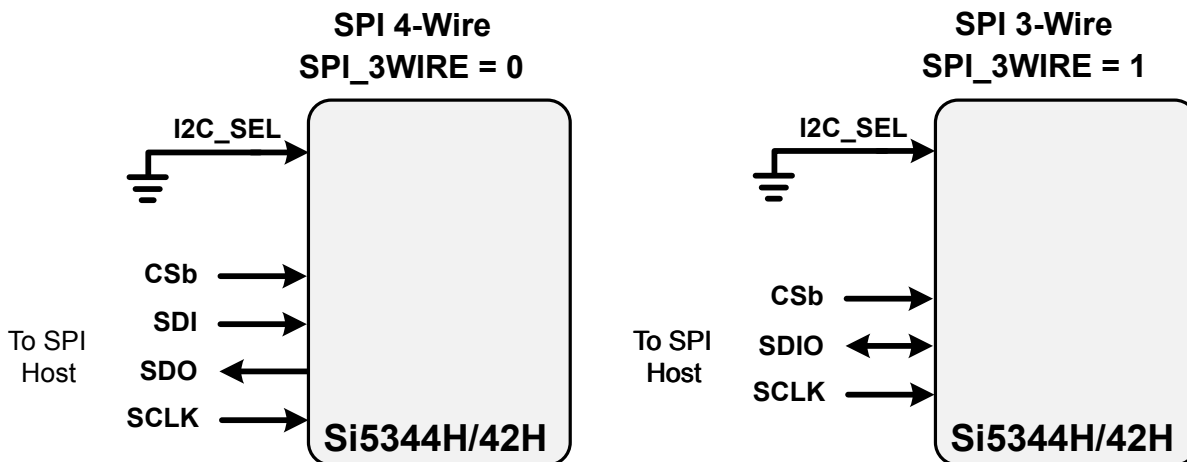 SPI 4-Wire
SPI_3WIRE = 0
I2C_SEL
CSb
SDI
To SPI
Host
SDO
SCLK
Si5344H/42H
SPI 3-Wire
SPI_3WIRE = 1
I2C_SEL
CSb
To SPI
Host
SDIO
SCLK
Si5344H/42H